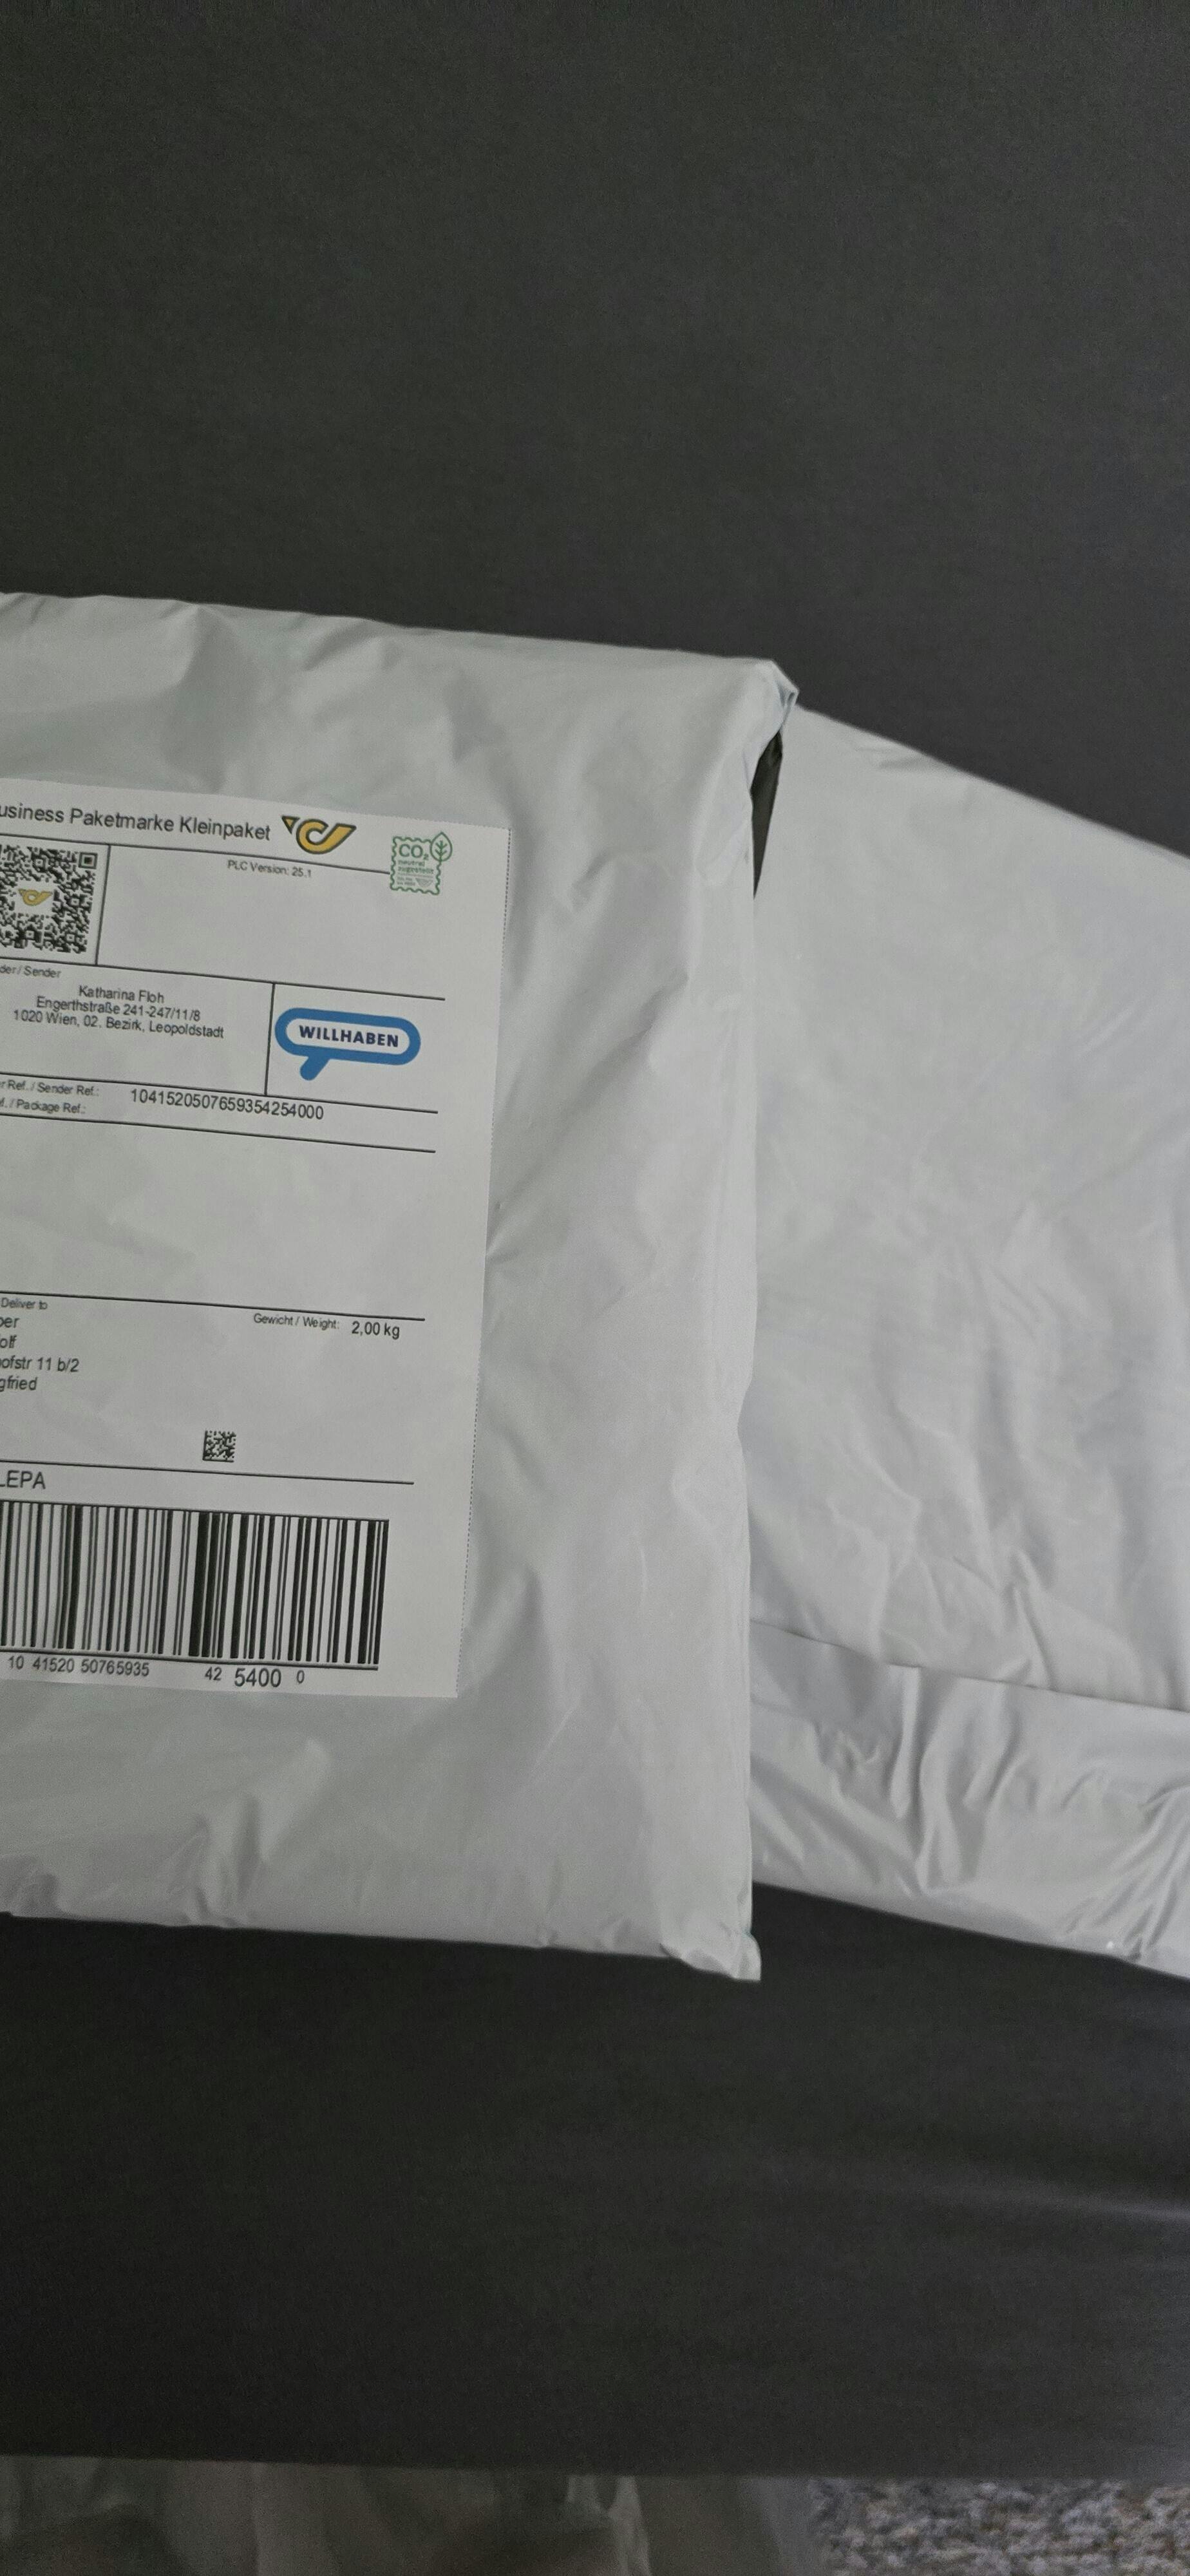 usiness Paketmarke Kleinpaket
CO₂
neutral
zugestellt
PLC Version: 25.1
der / Sender
Katharina Floh
Engerthstraße 241-247/11/8
1020 Wien, 02. Bezirk, Leopoldstadt
WILLHABEN
r Ref. / Sender Ref.: 1041520507659354254000
f. / Package Ref.:
Deliver to
Gewicht / Weight: 2,00 kg
ber
olf
ofstr 11 b/2
gfried
LEPA
10 41520 50765935 42 5400 0